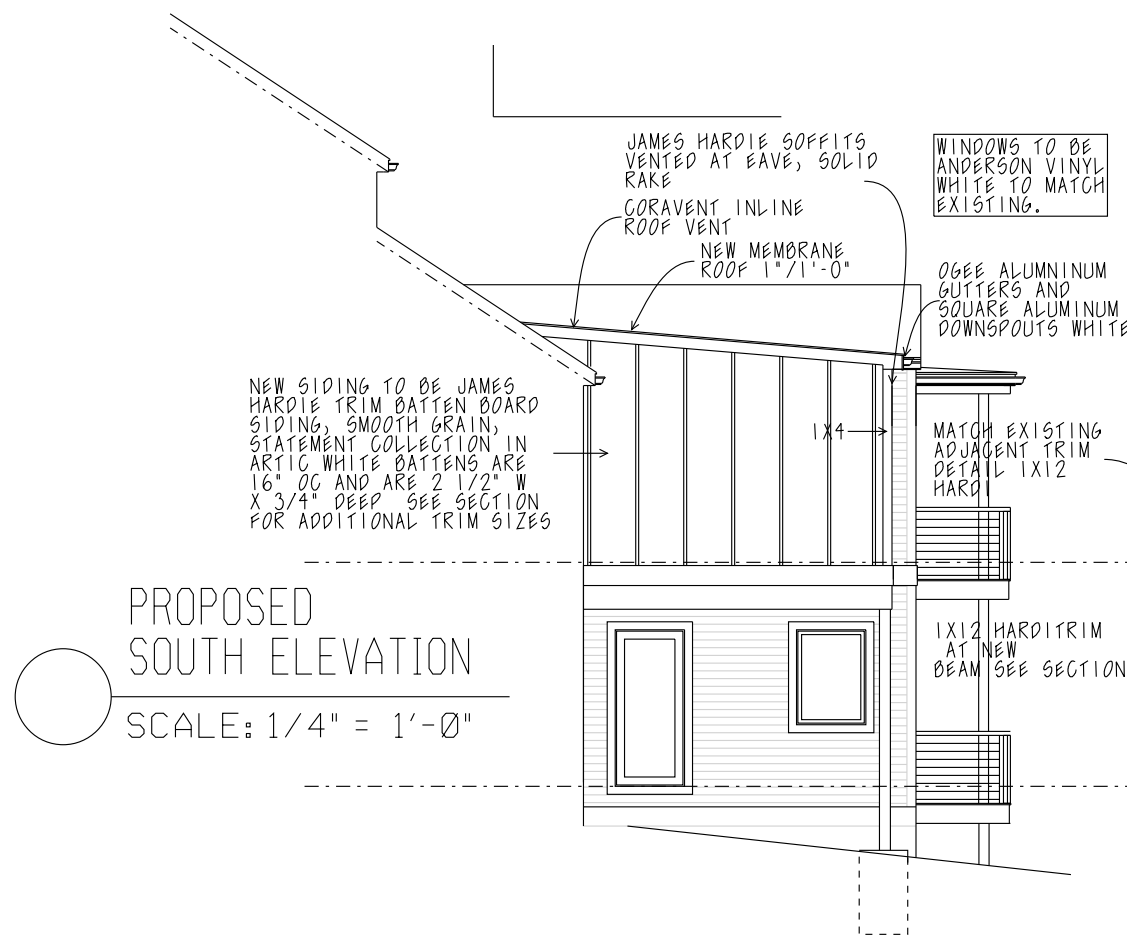 JAMES HARDIE SOFFITS
VENTED AT EAVE, SOLID
RAKE
WINDOWS TO BE
ANDERSON VINYL
WHITE TO MATCH
EXISTING.
CORAVENT INLINE
ROOF VENT
NEW MEMBRANE
ROOF 1"/1'-0"
OGEE ALUMNINUM
GUTTERS AND
SQUARE ALUMINUM
DOWNSPOUTS WHITE
NEW SIDING TO BE JAMES
HARDIE TRIM BATTEN BOARD
SIDING, SMOOTH GRAIN,
STATEMENT COLLECTION IN
ARTIC WHITE BATTENS ARE
16" OC AND ARE 2 1/2" W
X 3/4" DEEP SEE SECTION
FOR ADDITIONAL TRIM SIZES
1X4
MATCH EXISTING
ADJACENT TRIM
DETAIL 1X12
HARDI
1X12 HARDITRIM
AT NEW
BEAM SEE SECTION
PROPOSED
SOUTH ELEVATION
SCALE: 1/4" = 1'-0"